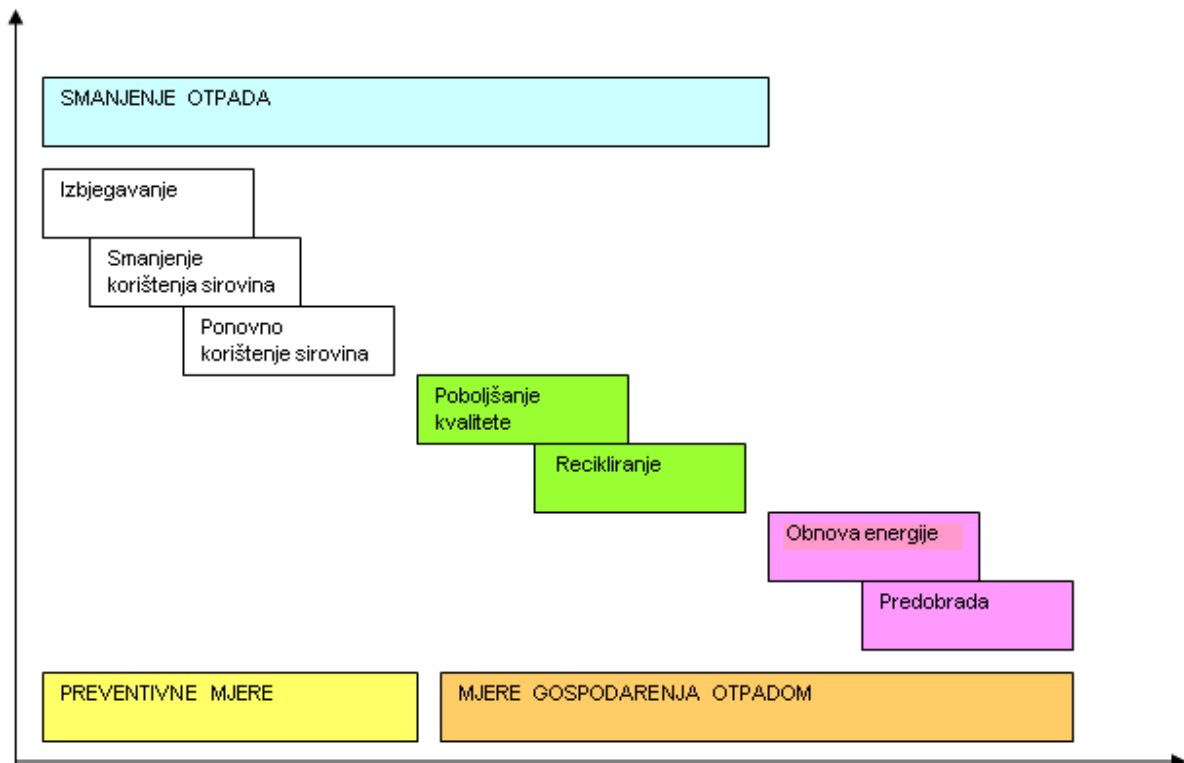 SMANJENJE OTPADA
Izbjegavanje
Smanjenje
korištenja sirovina
Ponovno
korištenje sirovina
Poboljšanje
kvalitete
Recikliranje
Obnova energije
Predobrada
PREVENTIVNE MJERE
MJERE GOSPODARENJA OTPADOM